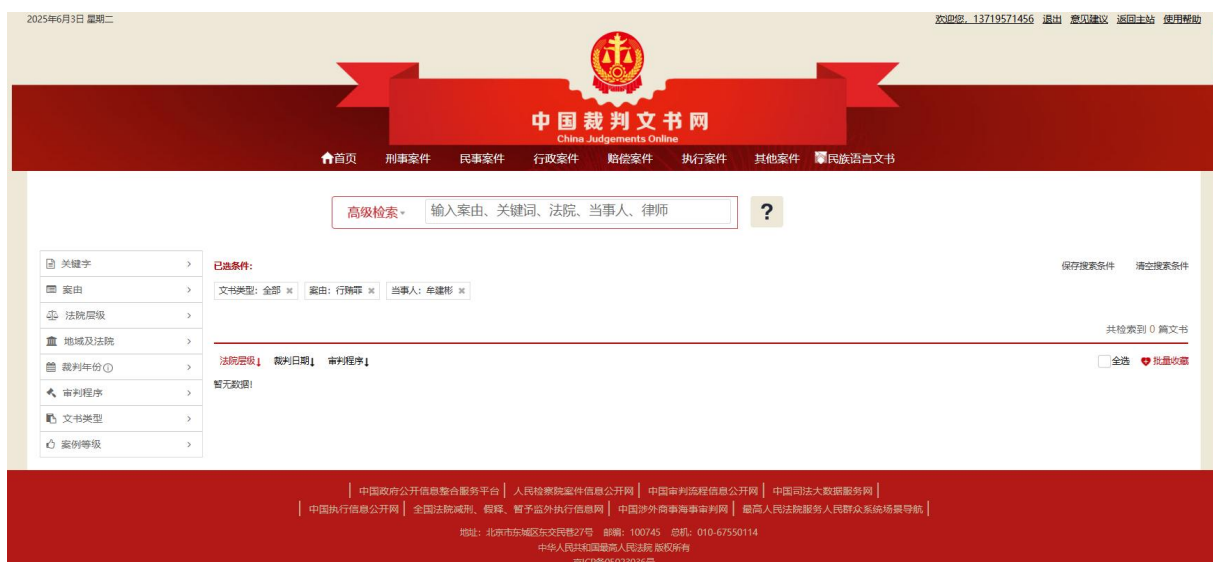 2025年6月3日 星期二
欢迎您，13719571456 退出 意见建议 返回主站 使用帮助
中国裁判文书网
China Judgements Online
首页 刑事案件 民事案件 行政案件 赔偿案件 执行案件 其他案件 民族语言文书
高级检索 输入案由、关键词、法院、当事人、律师 ?
关键字
案由
法院层级
地域及法院
裁判年份
审判程序
文书类型
案例等级
已选条件:
保存搜索条件 清空搜索条件
文书类型: 全部 案由: 行贿罪 当事人: 牟建彬
共检索到 0 篇文书
法院层级 裁判日期 审判程序
全选 批量收藏
暂无数据!
| 中国政府公开信息整合服务平台 | 人民检察院案件信息公开网 | 中国审判流程信息公开网 | 中国司法大数据服务网 |
| 中国执行信息公开网 | 全国法院减刑、假释、暂予监外执行信息网 | 中国涉外商事海事审判网 | 最高人民法院服务人民群众系统场景导航 |
地址: 北京市东城区东交民巷27号 邮编: 100745 总机: 010-67550114
中华人民共和国最高人民法院 版权所有